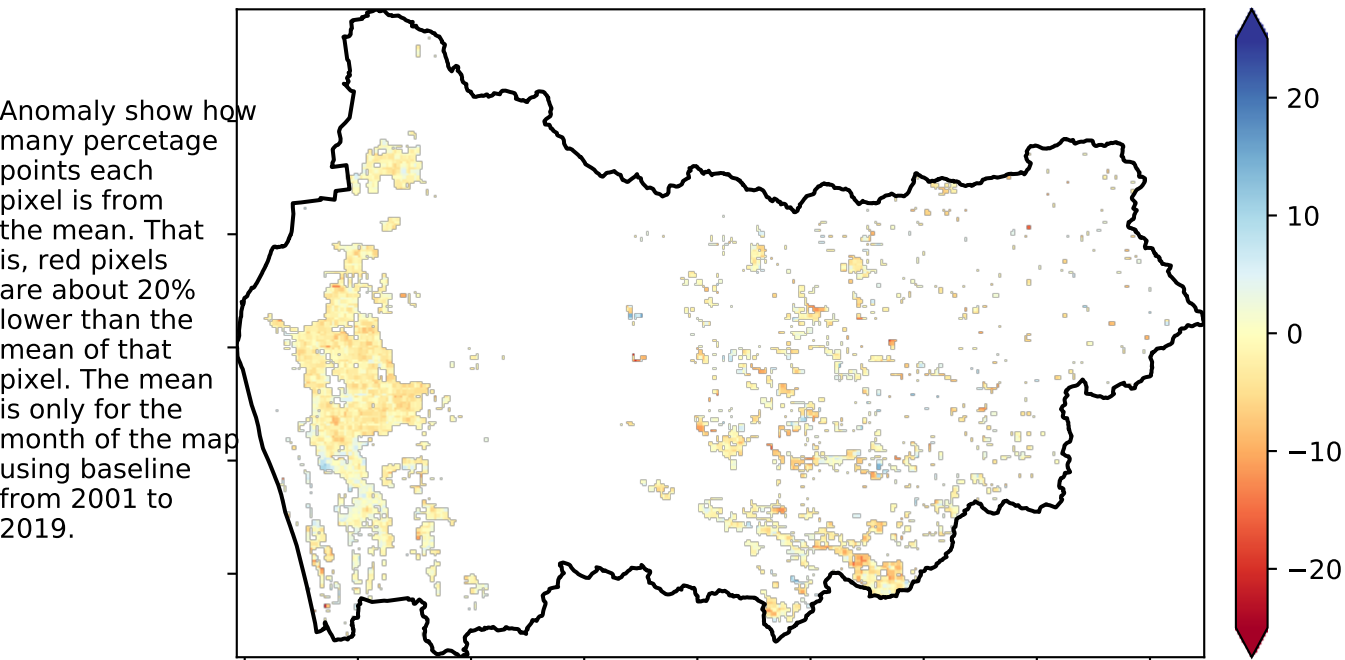 Anomaly show how
many percetage
points each
pixel is from
the mean. That
is, red pixels
are about 20%
lower than the
mean of that
pixel. The mean
is only for the
month of the map
using baseline
from 2001 to
2019.
20
10
0
−10
−20